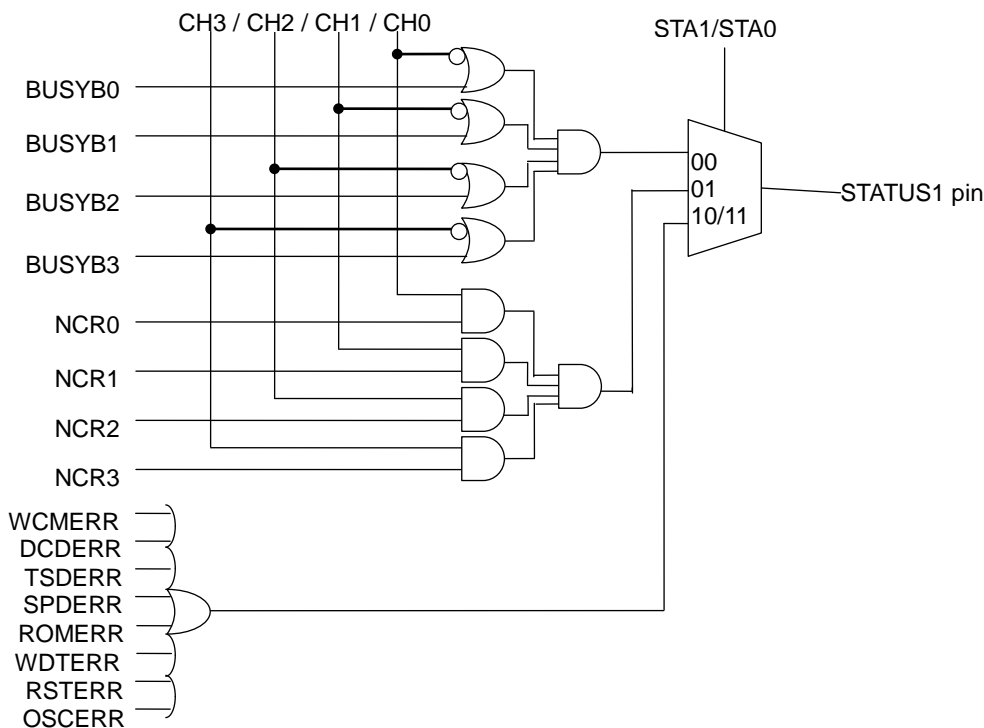 CH3 / CH2 / CH1 / CH0
STA1/STA0
BUSYB0
BUSYB1
BUSYB2
BUSYB3
00
01
10/11
STATUS1 pin
NCR0
NCR1
NCR2
NCR3
WCMERR
DCDERR
TSDERR
SPDERR
ROMERR
WDTERR
RSTERR
OSCERR